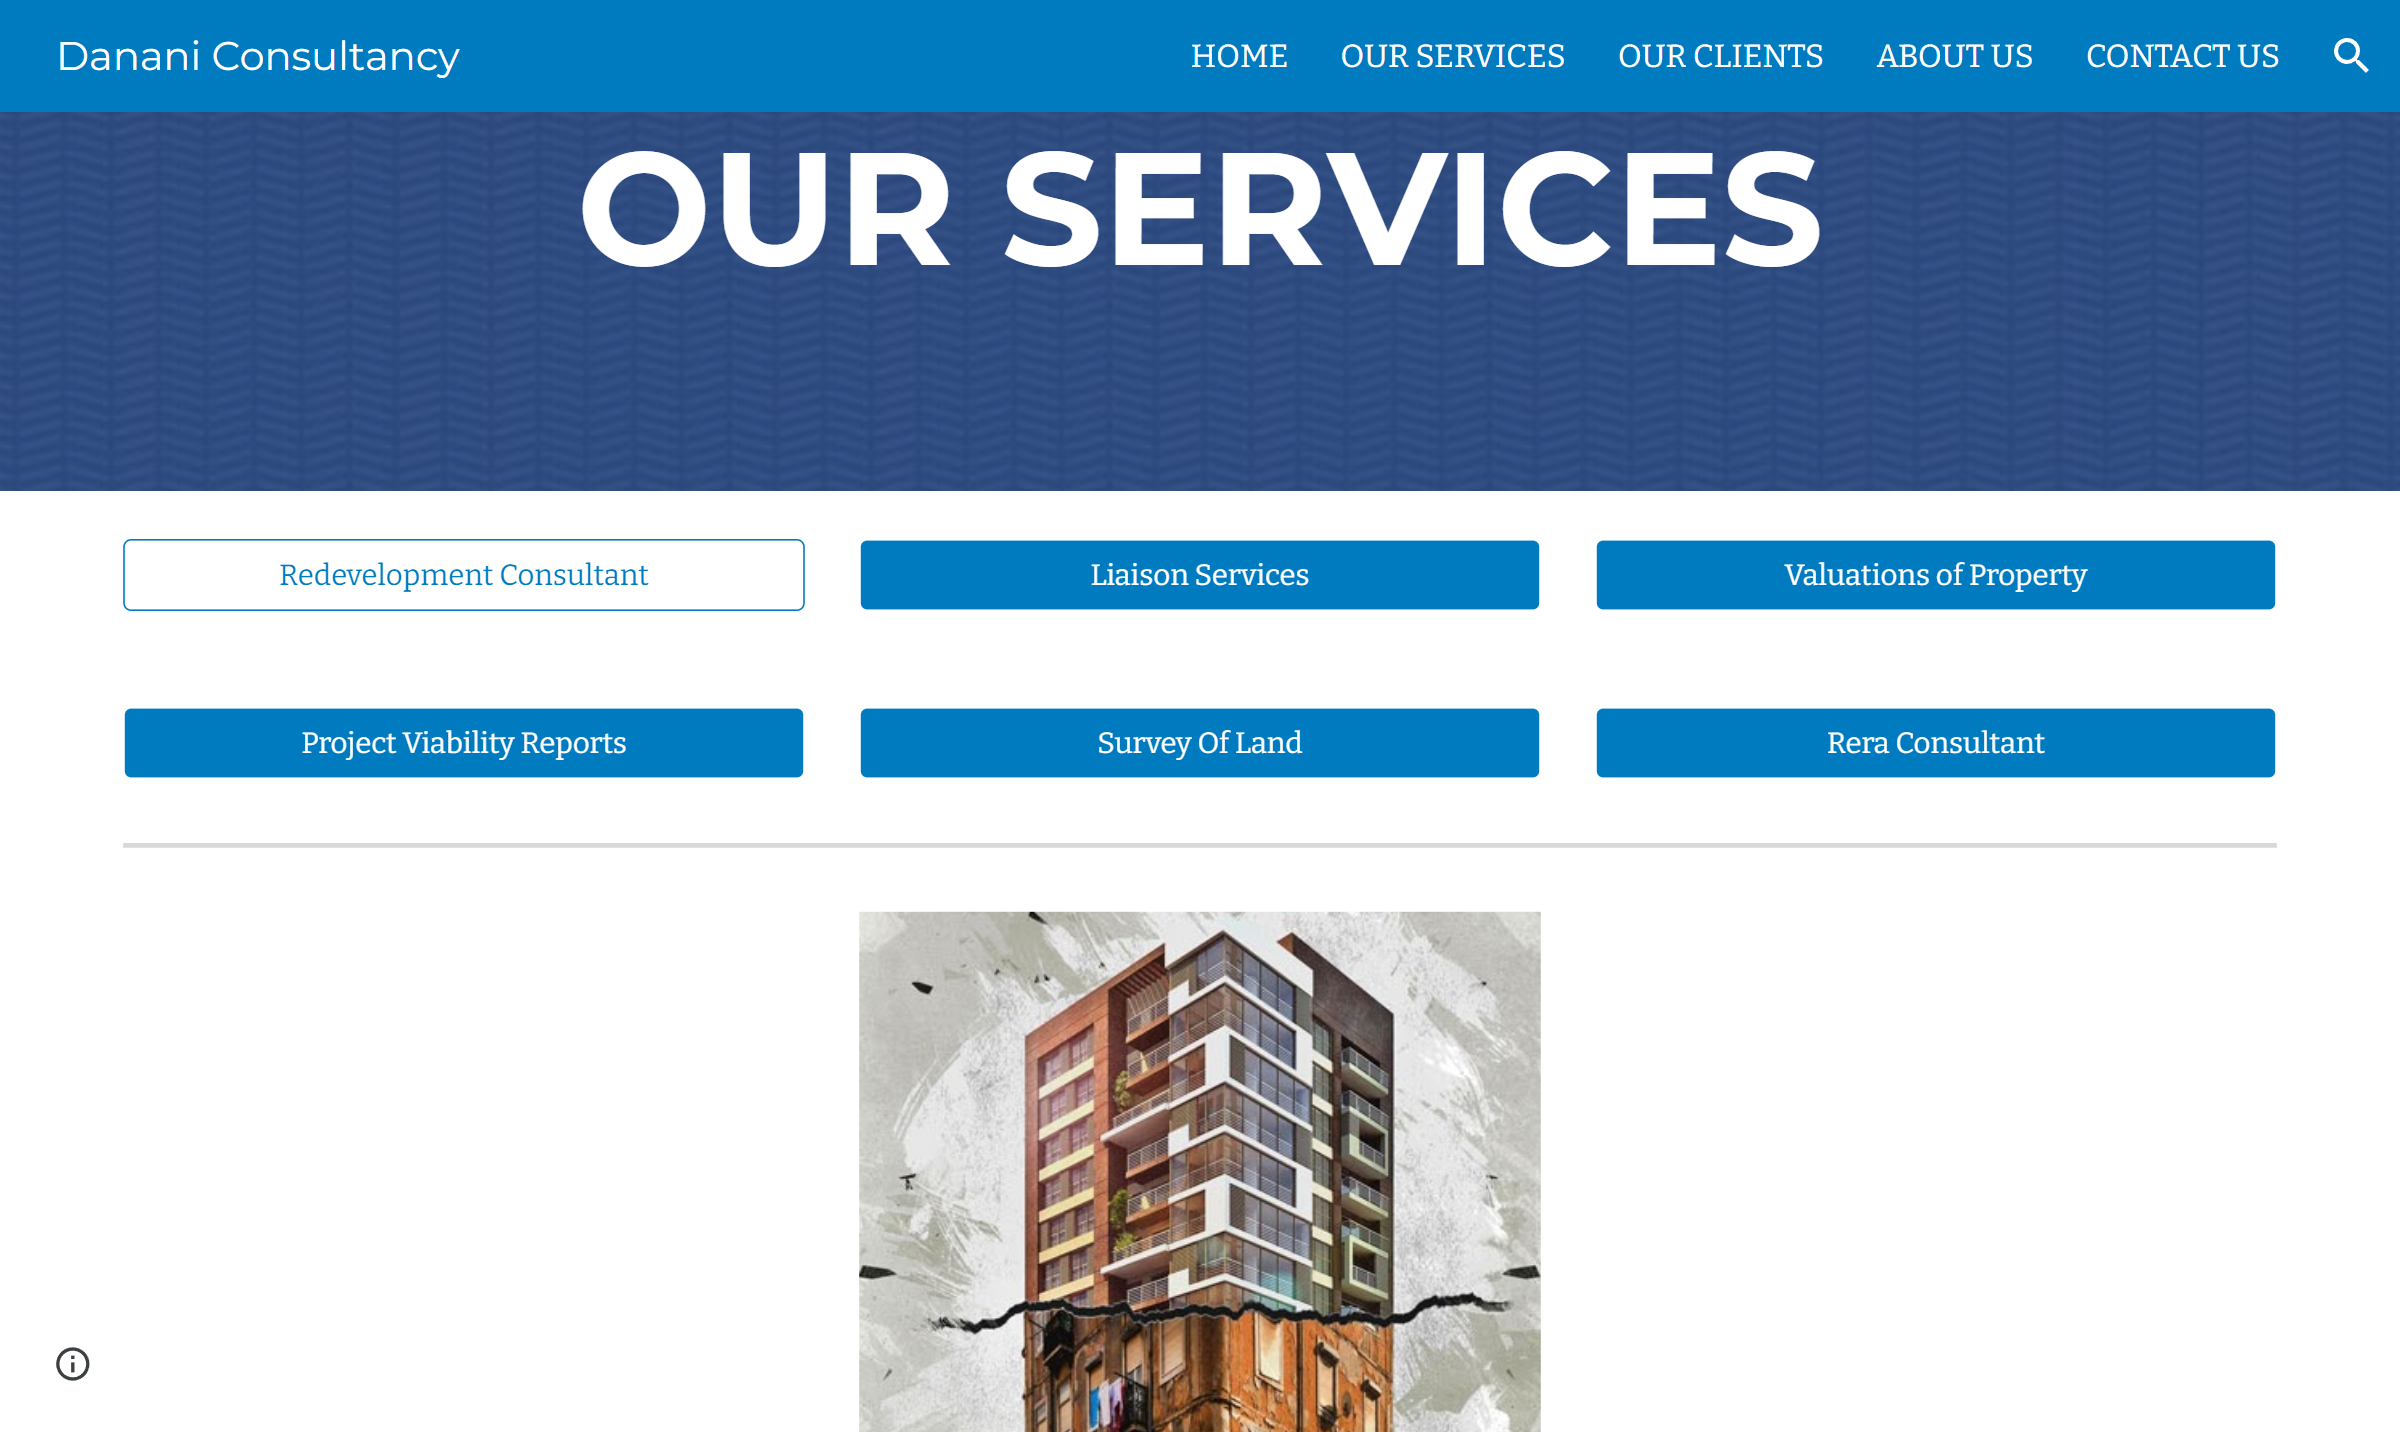 Danani Consultancy
HOME OUR SERVICES OUR CLIENTS ABOUT US CONTACT US
OUR SERVICES
Redevelopment Consultant Liaison Services Valuations of Property
Project Viability Reports Survey Of Land Rera Consultant